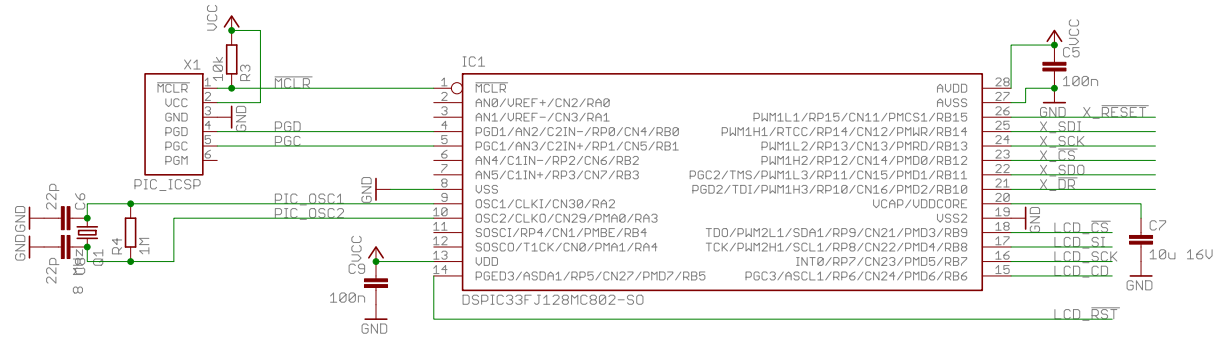 VCC
10k
R3
X1
MCLR 1
VCC 2
GND 3
PGD 4
PGC 5
PGM 6
PIC_ICSP
GND
MCLR
PGD
PGC
GND
GND
22p
C6
22p
8 MHz
Q1
R4
1M
PIC_OSC1
PIC_OSC2
GND
VCC
C9
100n
GND
IC1
1 MCLR
2 AN0/VREF+/CN2/RA0
3 AN1/VREF-/CN3/RA1
4 PGD1/AN2/C2IN-/RP0/CN4/RB0
5 PGC1/AN3/C2IN+/RP1/CN5/RB1
6 AN4/C1IN-/RP2/CN6/RB2
7 AN5/C1IN+/RP3/CN7/RB3
8 VSS
9 OSC1/CLKI/CN30/RA2
10 OSC2/CLKO/CN29/PMA0/RA3
11 SOSCI/RP4/CN1/PMBE/RB4
12 SOSCO/T1CK/CN0/PMA1/RA4
13 VDD
14 PGED3/ASDA1/RP5/CN27/PMD7/RB5
AVDD 28
AVSS 27
PWM1L1/RP15/CN11/PMCS1/RB15 26
PWM1H1/RTCC/RP14/CN12/PMWR/RB14 25
PWM1L2/RP13/CN13/PMRD/RB13 24
PWM1H2/RP12/CN14/PMD0/RB12 23
PGC2/TMS/PWM1L3/RP11/CN15/PMD1/RB11 22
PGD2/TDI/PWM1H3/RP10/CN16/PMD2/RB10 21
VCAP/VDDCORE 20
VSS2 19
TDO/PWM2L1/SDA1/RP9/CN21/PMD3/RB9 18
TCK/PWM2H1/SCL1/RP8/CN22/PMD4/RB8 17
INT0/RP7/CN23/PMD5/RB7 16
PGC3/ASCL1/RP6/CN24/PMD6/RB6 15
DSPIC33FJ128MC802-SO
VCC
C5
100n
GND
X_RESET
X_SDI
X_SCK
X_CS
X_SDO
X_DR
GND
LCD_CS
LCD_SI
LCD_SCK
LCD_CD
LCD_RST
C7
10u 16V
GND